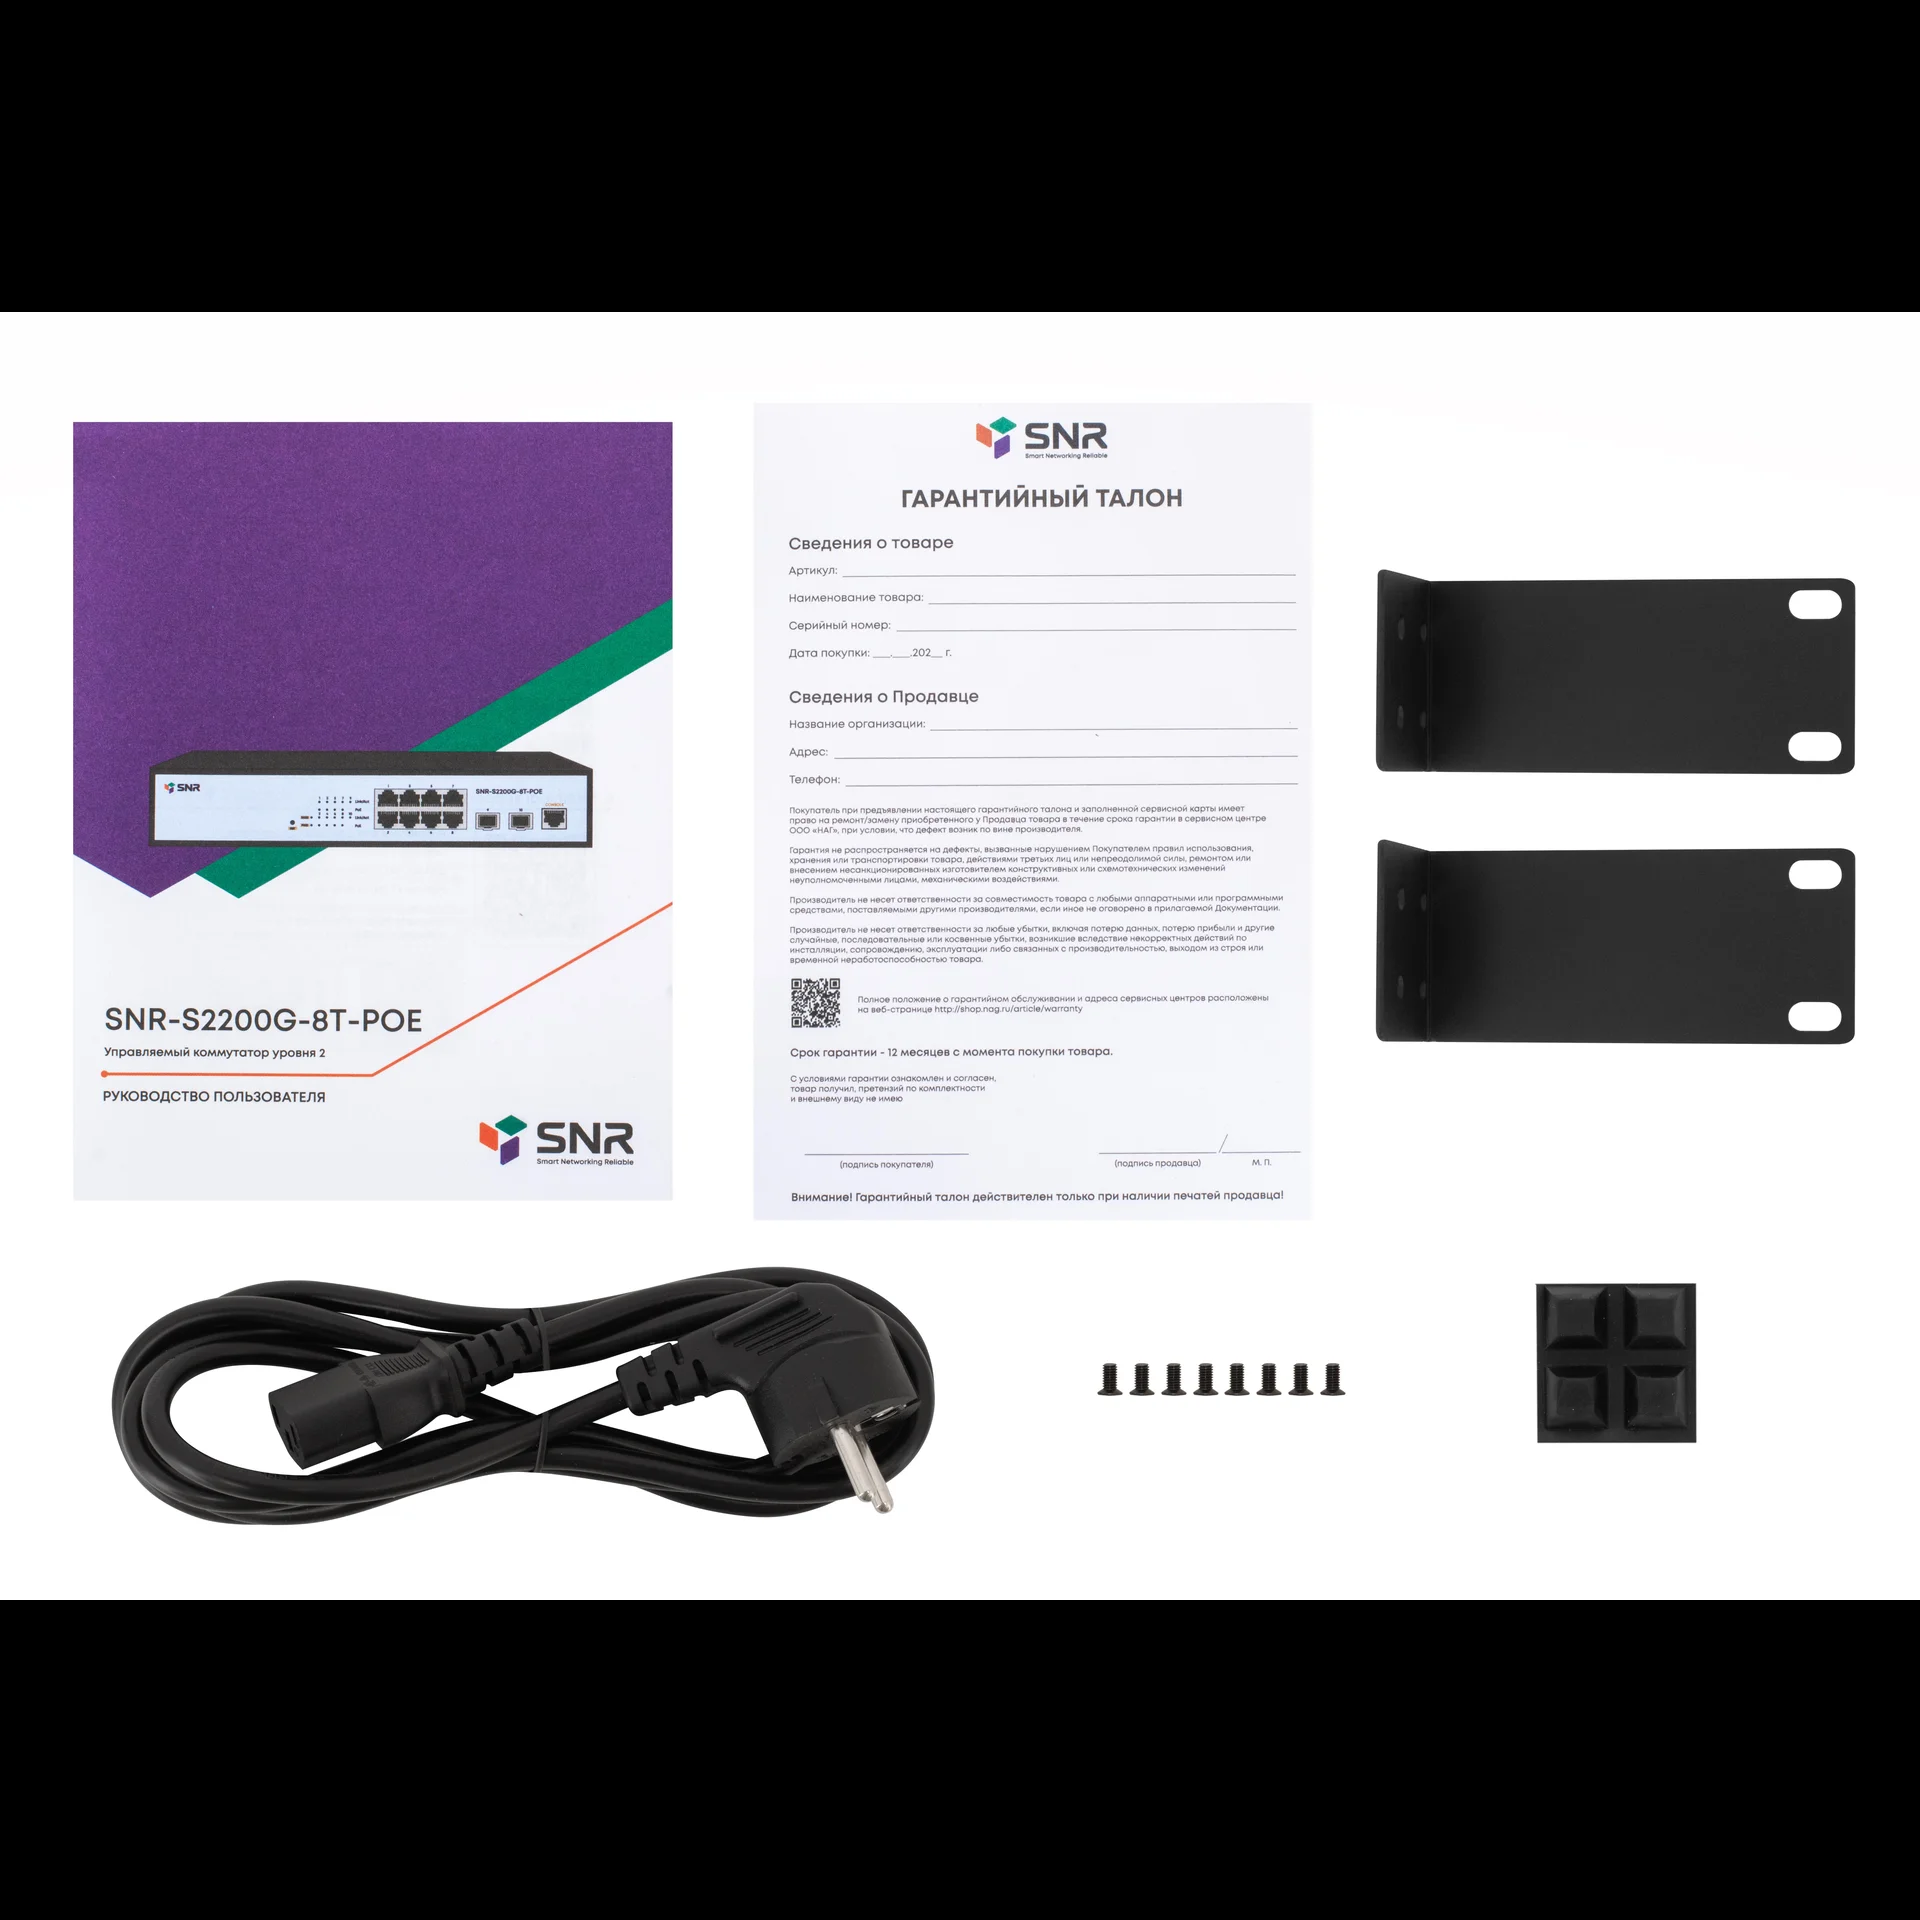 SNR
SNR-S2200G-8T-POE
CONSOLE
SNR-S2200G-8T-POE
Управляемый коммутатор уровня 2
РУКОВОДСТВО ПОЛЬЗОВАТЕЛЯ
SNR
Smart Networking Reliable
SNR
Smart Networking Reliable
ГАРАНТИЙНЫЙ ТАЛОН
Сведения о товаре
Артикул:
Наименование товара:
Серийный номер:
Дата покупки: ___.___.202__ г.
Сведения о Продавце
Название организации:
Адрес:
Телефон:
Покупатель при предъявлении настоящего гарантийного талона и заполненной сервисной карты имеет
право на ремонт/замену приобретенного у Продавца товара в течение срока гарантии в сервисном центре
ООО «НАГ», при условии, что дефект возник по вине производителя.
Гарантия не распространяется на дефекты, вызванные нарушением Покупателем правил использования,
хранения или транспортировки товара, действиями третьих лиц или непреодолимой силы, ремонтом или
внесением несанкционированных изготовителем конструктивных или схемотехнических изменений
неуполномоченными лицами, механическими воздействиями.
Производитель не несет ответственности за совместимость товара с любыми аппаратными или программными
средствами, поставляемыми другими производителями, если иное не оговорено в прилагаемой Документации.
Производитель не несет ответственности за любые убытки, включая потерю данных, потерю прибыли и другие
случайные, последовательные или косвенные убытки, возникшие вследствие некорректных действий по
инсталляции, сопровождению, эксплуатации либо связанных с производительностью, выходом из строя или
временной неработоспособностью товара.
Полное положение о гарантийном обслуживании и адреса сервисных центров расположены
на веб-странице http://shop.nag.ru/article/warranty
Срок гарантии - 12 месяцев с момента покупки товара.
С условиями гарантии ознакомлен и согласен,
товар получил, претензий по комплектности
и внешнему виду не имею
(подпись покупателя)
(подпись продавца)
М. П.
Внимание! Гарантийный талон действителен только при наличии печатей продавца!